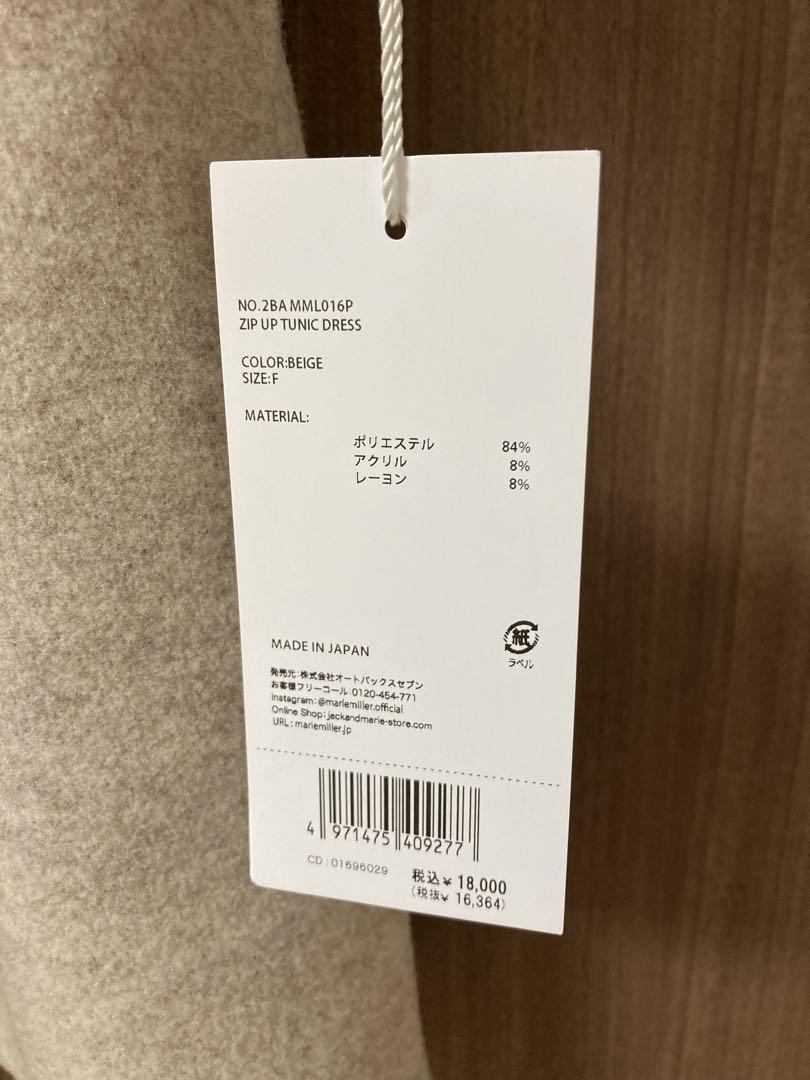 NO.2BA MML016P
ZIP UP TUNIC DRESS
COLOR:BEIGE
SIZE:F
MATERIAL:
ポリエステル 84%
アクリル 8%
レーヨン 8%
MADE IN JAPAN
紙
ラベル
発売元:株式会社オートバックスセブン
お客様フリーコール:0120-454-771
Instagram:@mariemiller.official
Online Shop:jackandmarie-store.com
URL:mariemiller.jp
4 971475 409277
CD:01696029
税込¥ 18,000
(税抜¥ 16,364)